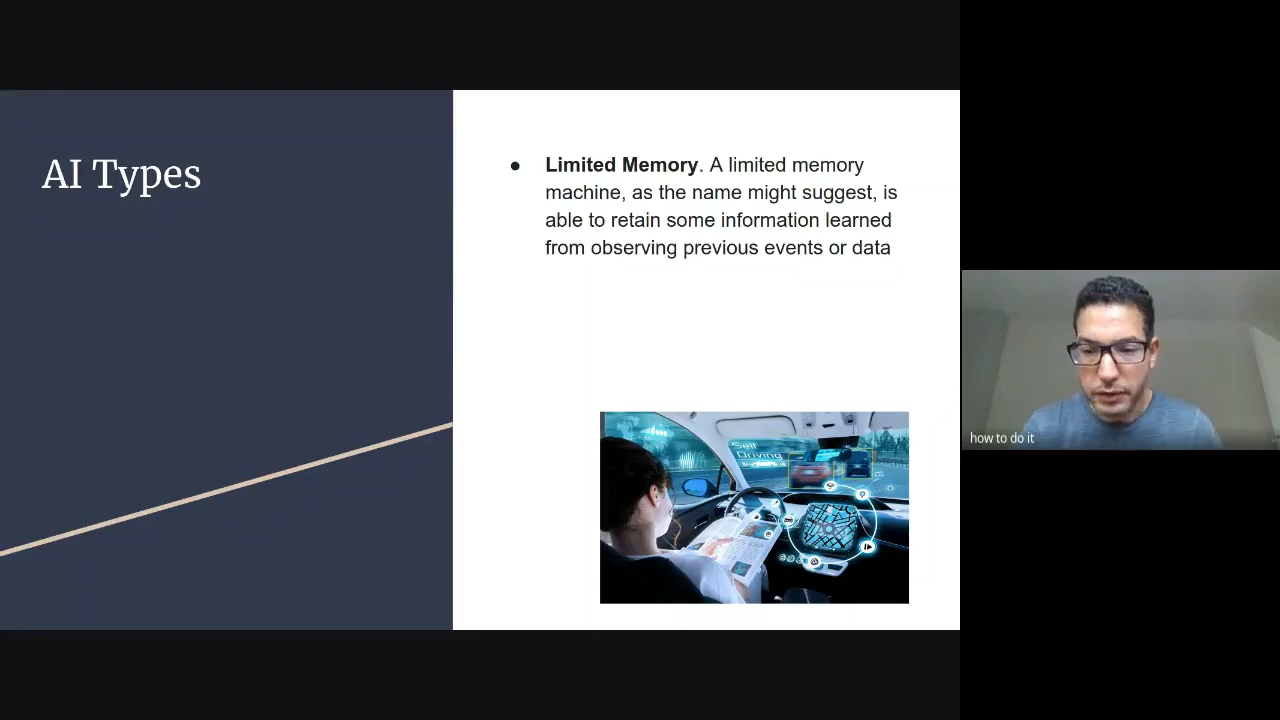 AI Types
● Limited Memory. A limited memory
machine, as the name might suggest, is
able to retain some information learned
from observing previous events or data
Self
Driving
how to do it